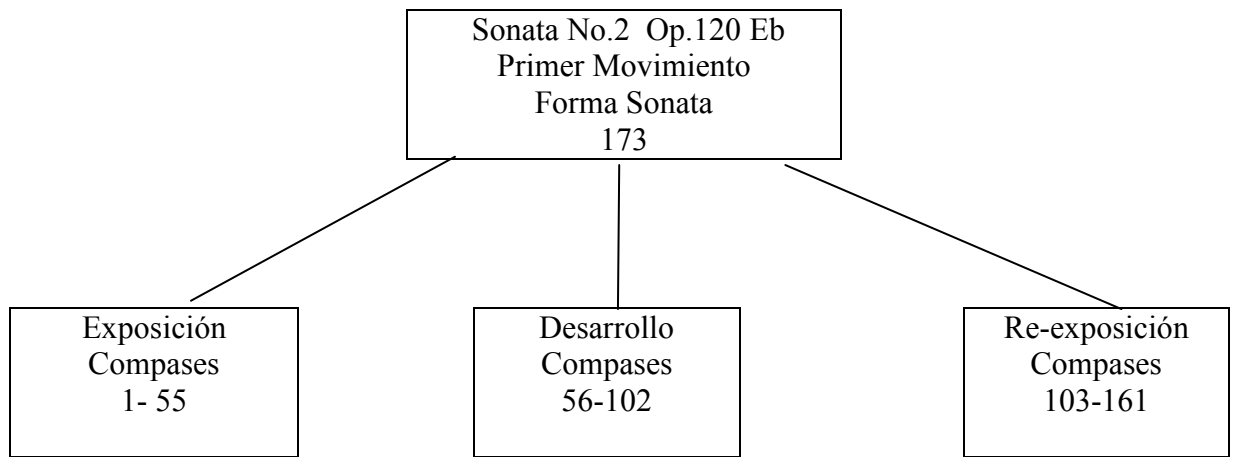 Sonata No.2 Op.120 Eb
Primer Movimiento
Forma Sonata
173
Exposición
Compases
1- 55
Desarrollo
Compases
56-102
Re-exposición
Compases
103-161